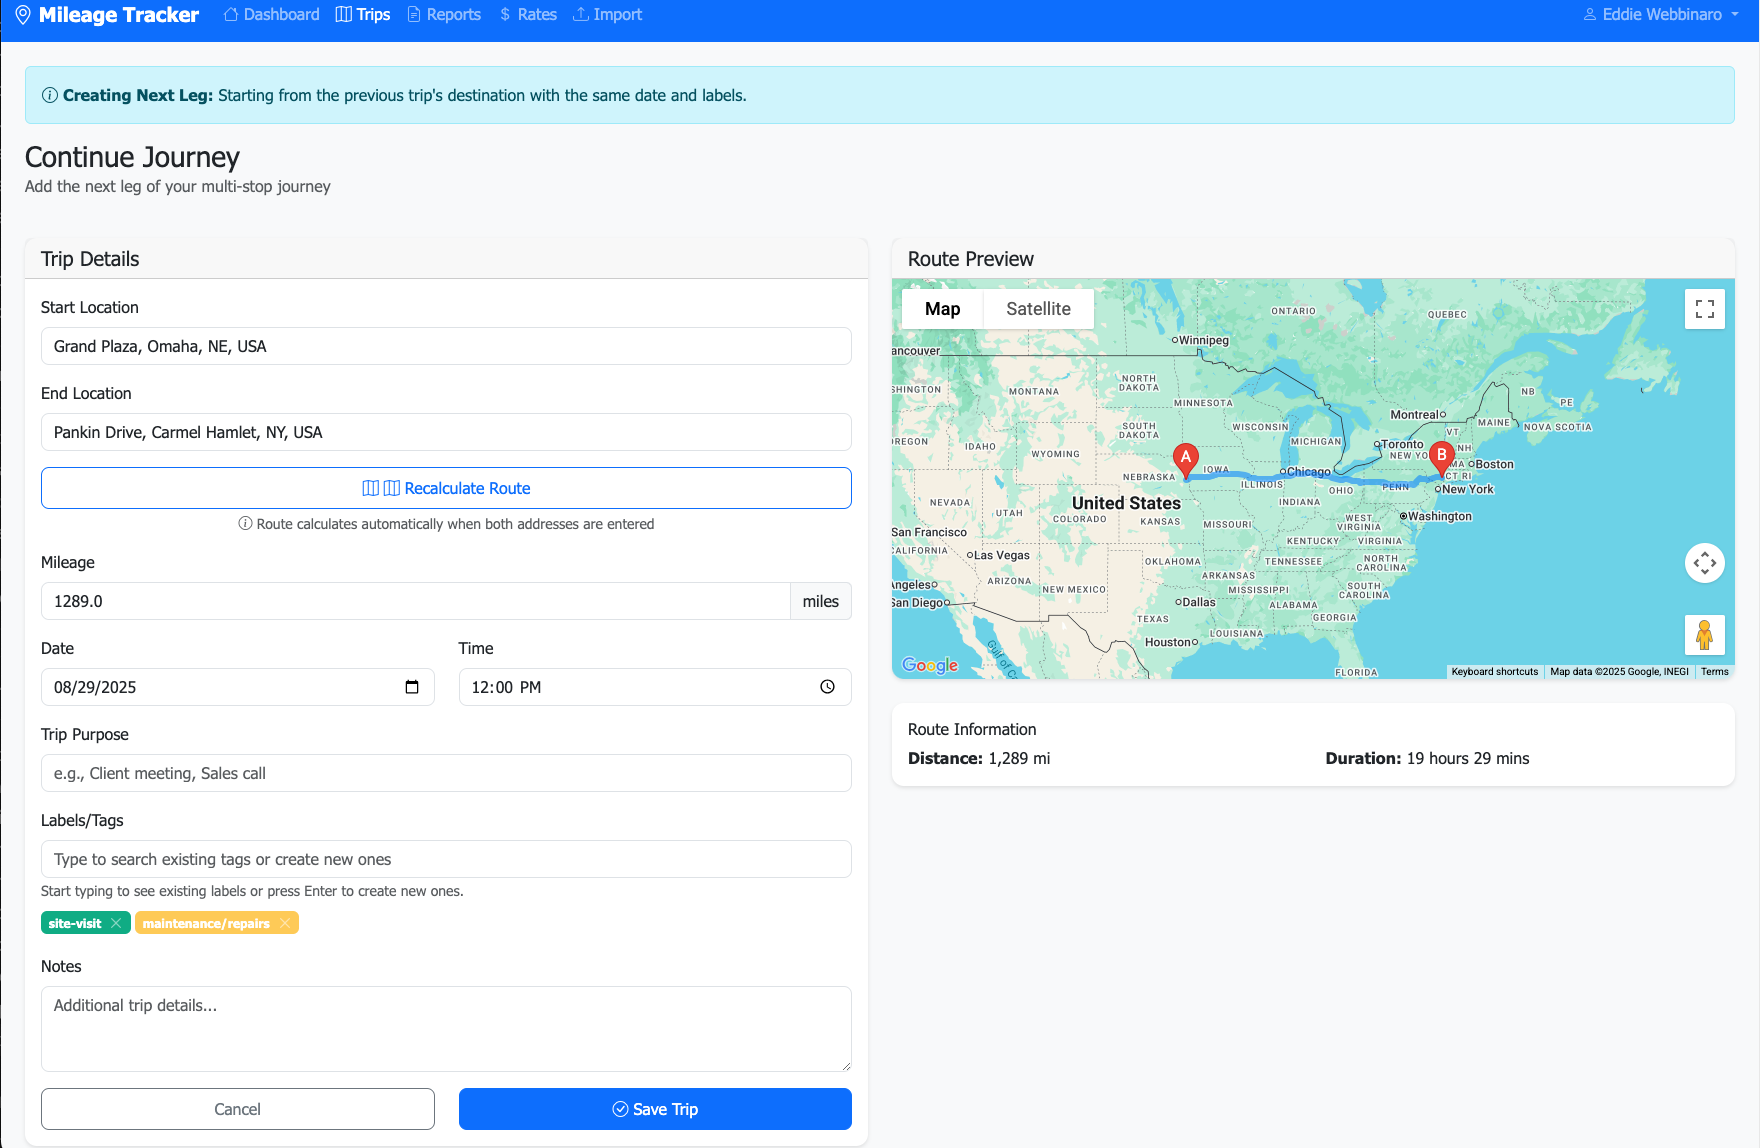 Mileage Tracker Dashboard Trips Reports $ Rates Import Eddie Webbinaro
Creating Next Leg: Starting from the previous trip's destination with the same date and labels.
Continue Journey
Add the next leg of your multi-stop journey
Trip Details
Start Location
Grand Plaza, Omaha, NE, USA
End Location
Pankin Drive, Carmel Hamlet, NY, USA
Recalculate Route
Route calculates automatically when both addresses are entered
Mileage
1289.0 miles
Date Time
08/29/2025 12:00 PM
Trip Purpose
e.g., Client meeting, Sales call
Labels/Tags
Type to search existing tags or create new ones
Start typing to see existing labels or press Enter to create new ones.
site-visit maintenance/repairs
Notes
Additional trip details...
Cancel Save Trip
Route Preview
Map Satellite
ONTARIO
QUEBEC
Winnipeg
ancouver
NORTH
DAKOTA
SHINGTON
MONTANA
NB
PE
MINNESOTA
Montreal
MAINE
NOVA SCOTIA
SOUTH
DAKOTA
WISCONSIN
VT
NH
OREGON
IDAHO
MICHIGAN
Toronto
WYOMING
NEW YO
A
B
IOWA
MA
Boston
NEBRASKA
Chicago
CT RI
ILLINOIS
OHIO
PENN
New York
NEVADA
United States
INDIANA
UTAH
COLORADO
KANSAS
MISSOURI
WEST
VIRGINIA
Washington
San Francisco
KENTUCKY
VIRGINIA
CALIFORNIA
Las Vegas
OKLAHOMA
TENNESSEE
NORTH
CAROLINA
ARIZONA
ARKANSAS
Angeles
NEW MEXICO
MISSISSIPPI
SOUTH
CAROLINA
San Diego
Dallas
ALABAMA
TEXAS
GEORGIA
LOUISIANA
Houston
Gulf of C
FLORIDA
Google
Keyboard shortcuts Map data ©2025 Google, INEGI Terms
Route Information
Distance: 1,289 mi Duration: 19 hours 29 mins